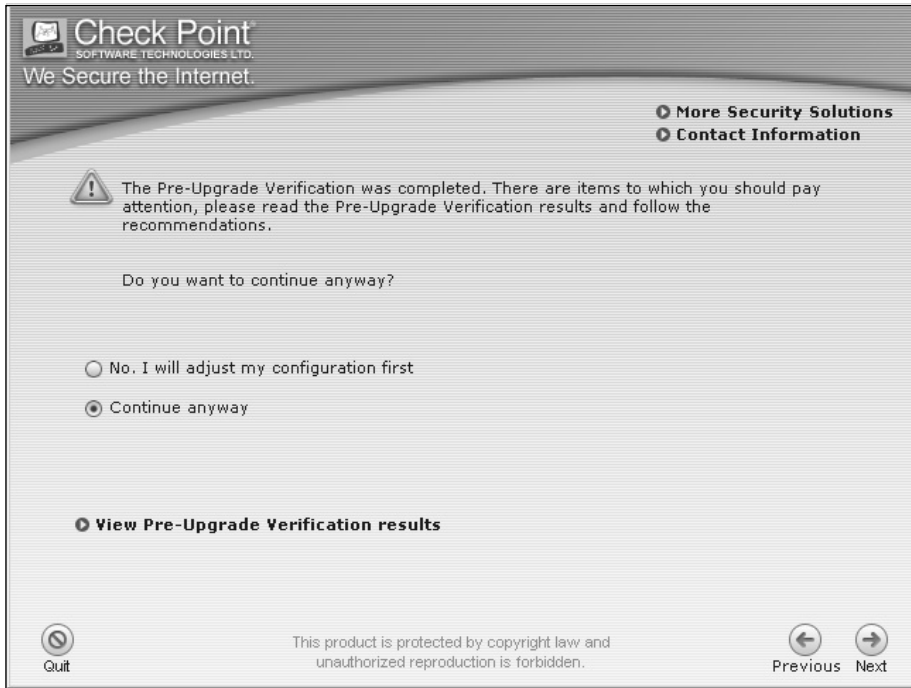 Check Point
SOFTWARE TECHNOLOGIES LTD.
We Secure the Internet.
More Security Solutions
Contact Information
The Pre-Upgrade Verification was completed. There are items to which you should pay
attention, please read the Pre-Upgrade Verification results and follow the
recommendations.
Do you want to continue anyway?
No. I will adjust my configuration first
Continue anyway
View Pre-Upgrade Verification results
Quit
This product is protected by copyright law and
unauthorized reproduction is forbidden.
Previous Next